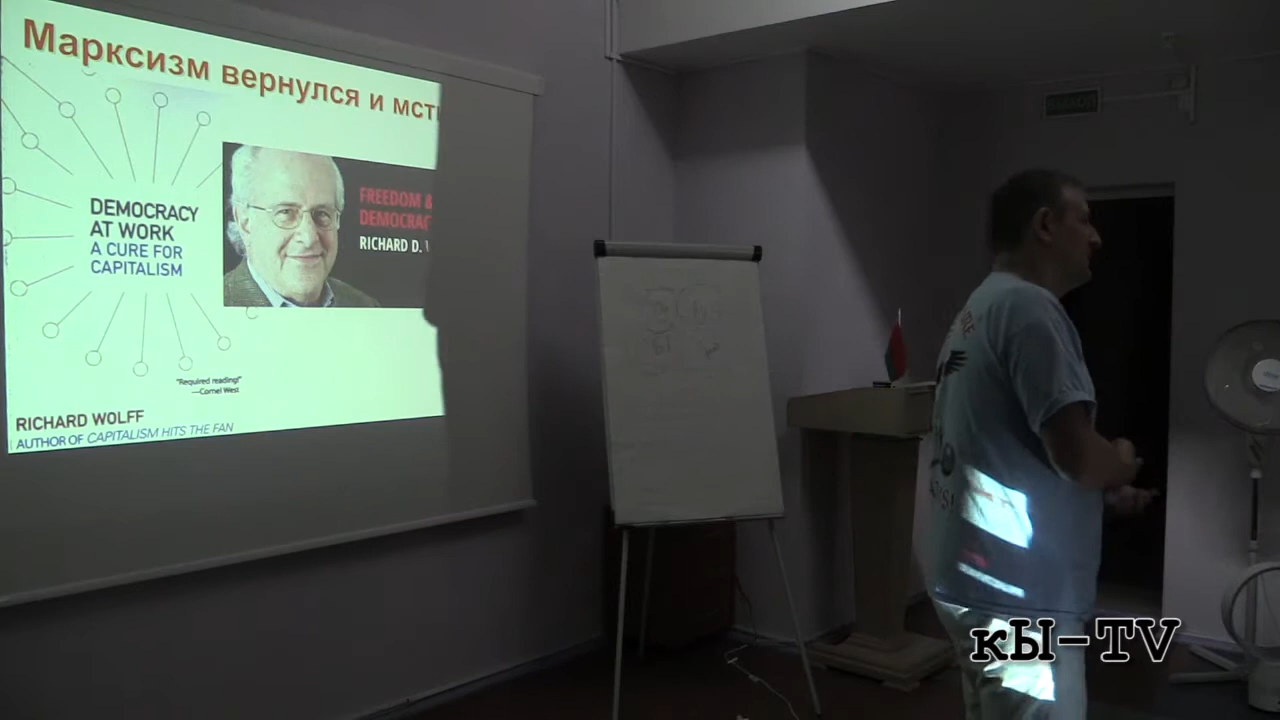 Марксизм вернулся и мст
DEMOCRACY
AT WORK
A CURE FOR
CAPITALISM
FREEDOM &
DEMOCRAC
RICHARD D.
"Required reading!"
—Cornel West
RICHARD WOLFF
AUTHOR OF CAPITALISM HITS THE FAN
кЫ-TV